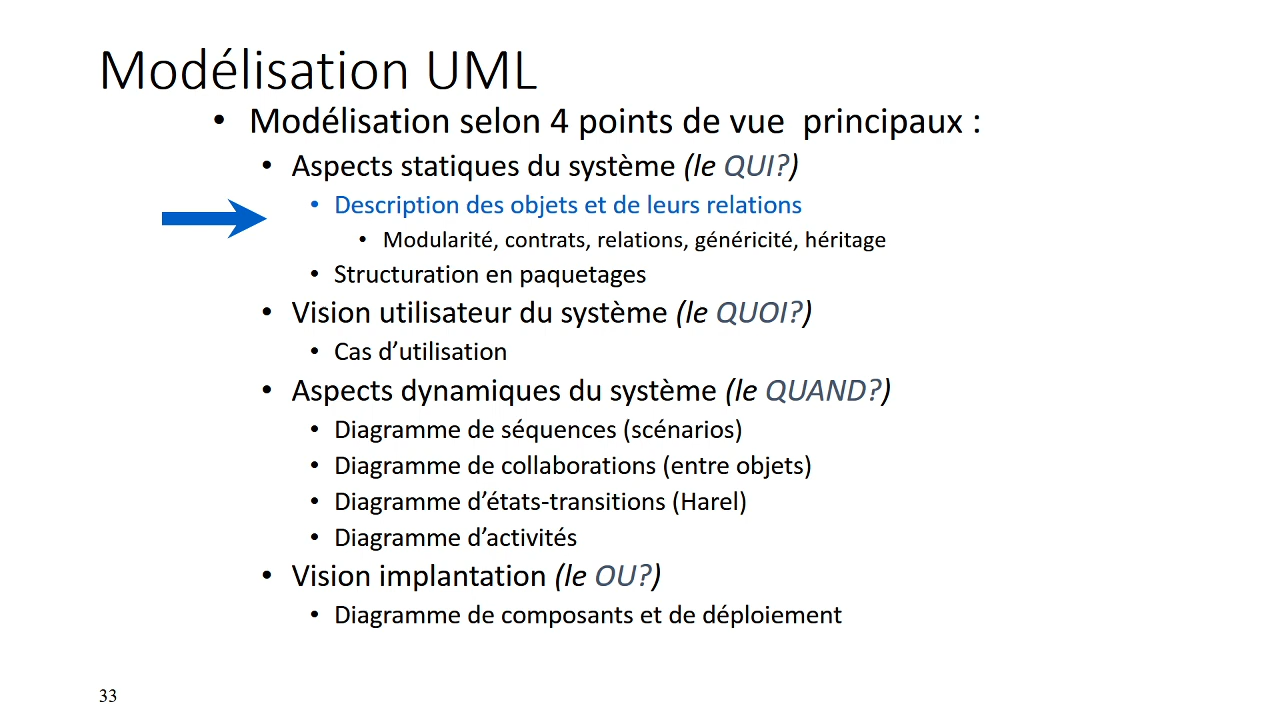 Modélisation UML
• Modélisation selon 4 points de vue  principaux :
• Aspects statiques du système (le QUI?)
• Description des objets et de leurs relations
• Modularité, contrats, relations, généricité, héritage
• Structuration en paquetages
• Vision utilisateur du système (le QUOI?)
• Cas d’utilisation
• Aspects dynamiques du système (le QUAND?)
• Diagramme de séquences (scénarios)
• Diagramme de collaborations (entre objets)
• Diagramme d’états-transitions (Harel)
• Diagramme d’activités
• Vision implantation (le OU?)
• Diagramme de composants et de déploiement
33